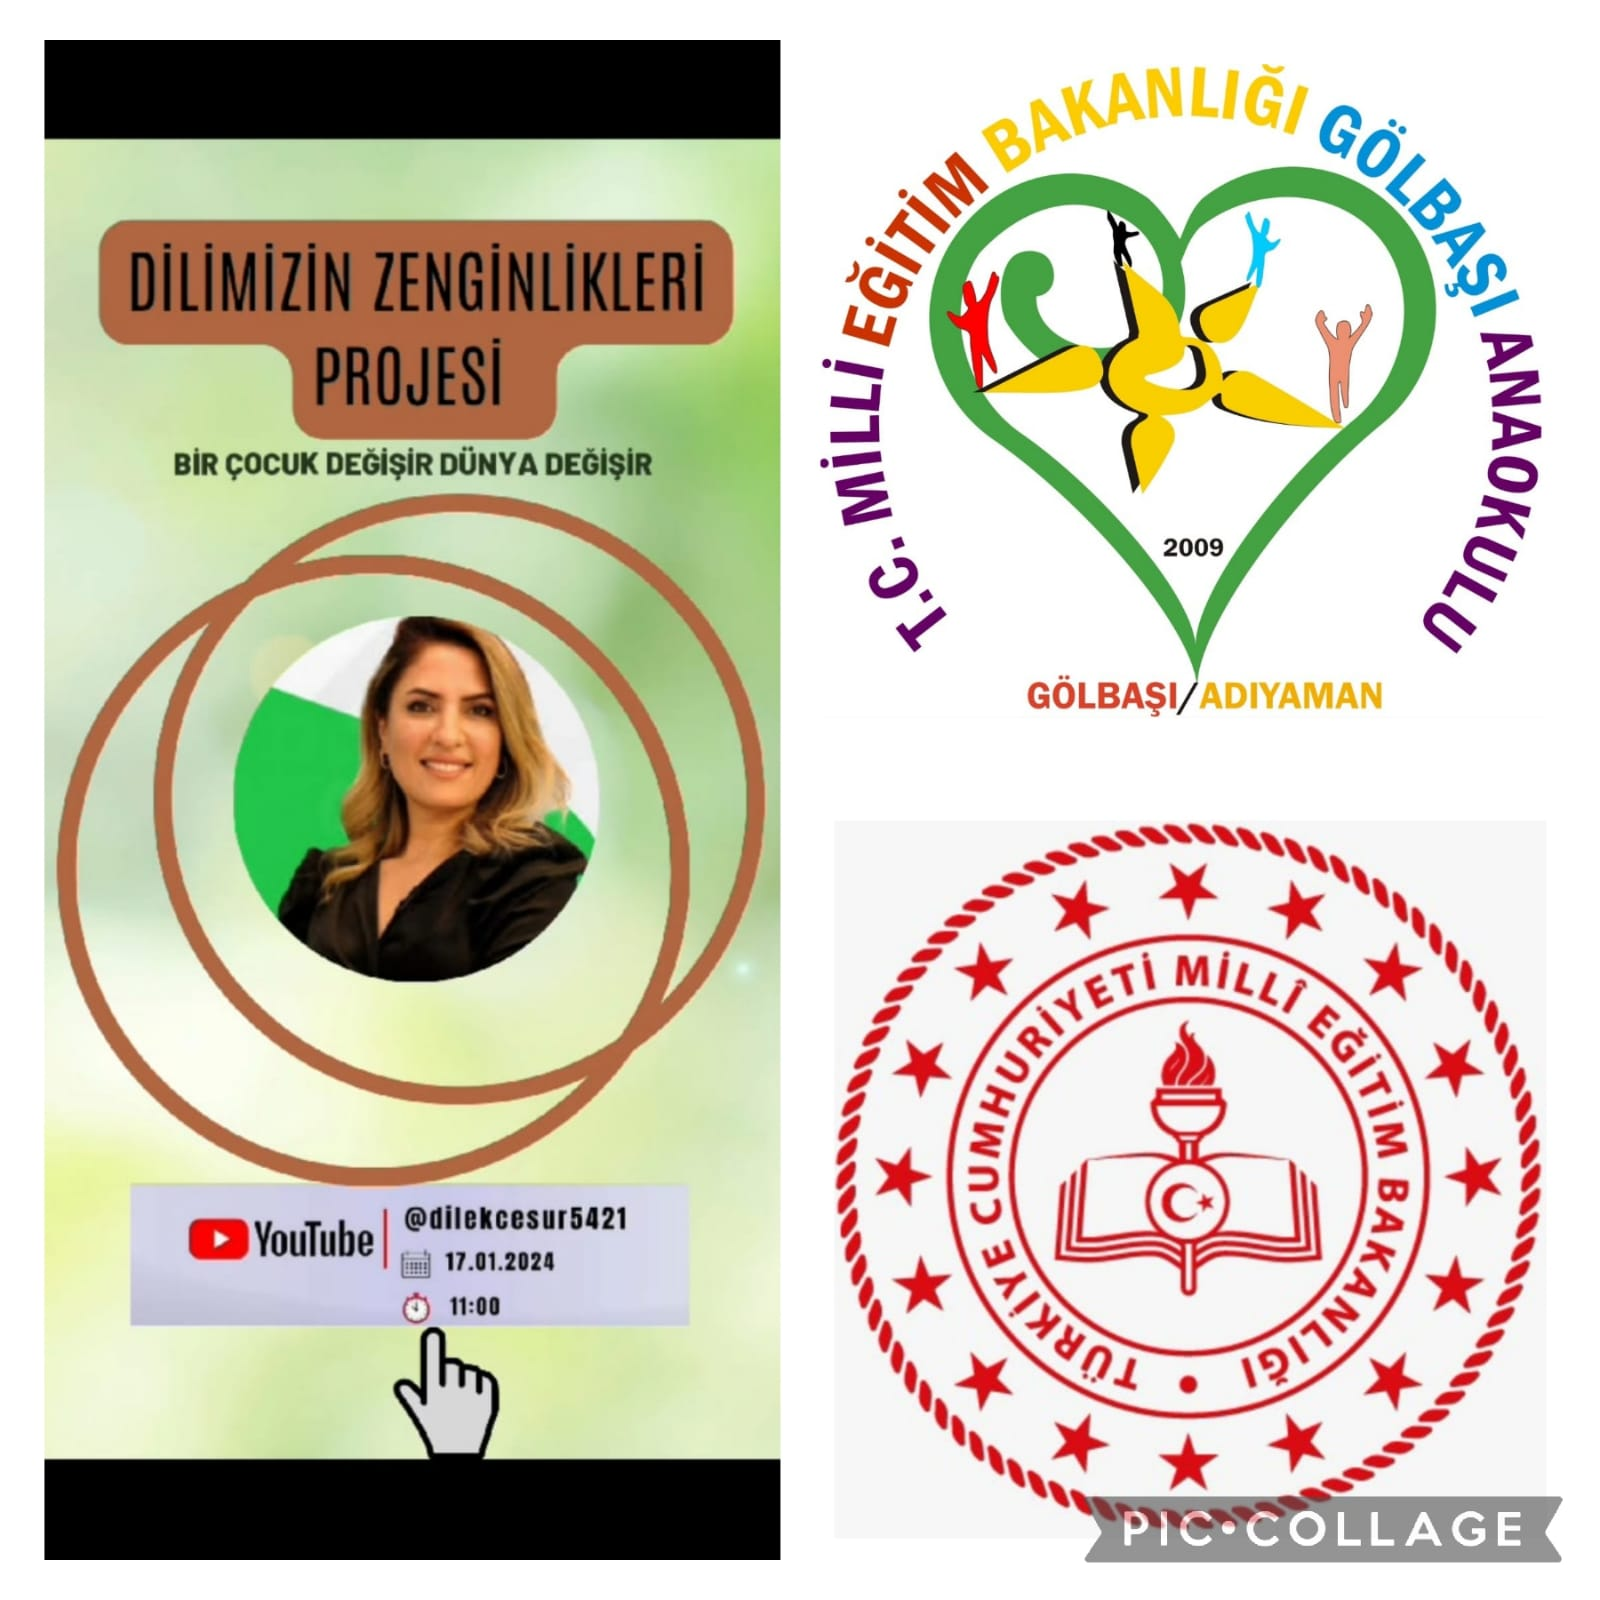 DİLİMİZİN ZENGİNLİKLERİ
PROJESİ
BİR ÇOCUK DEĞİŞİR DÜNYA DEĞİŞİR
YouTube
@dilekcesur5421
17.01.2024
11:00
T.C. MİLLİ EĞİTİM BAKANLIĞI GÖLBAŞI ANAOKULU
2009
GÖLBAŞI/ADIYAMAN
TÜRKİYE CUMHURİYETİ MİLLÎ EĞİTİM BAKANLIĞI
PIC•COLLAGE